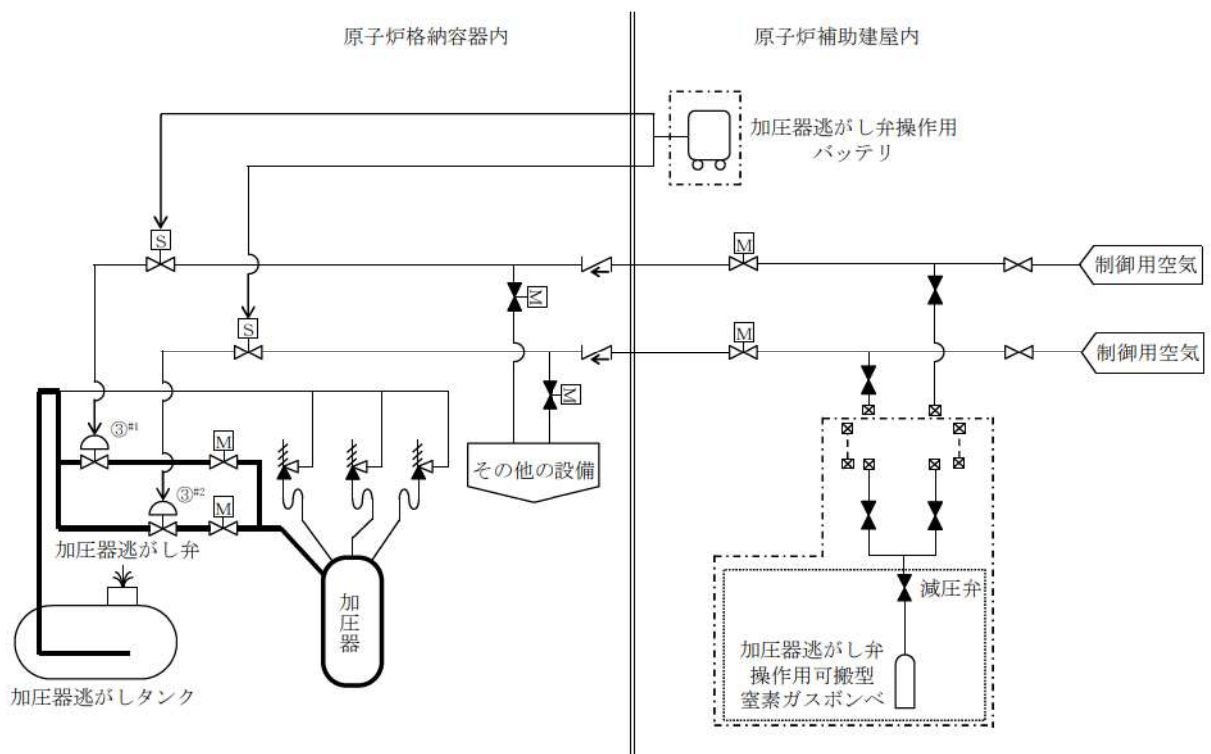 原子炉格納容器内
原子炉補助建屋内
加圧器逃がし弁操作用
バッテリ
S
M
制御用空気
M
S
M
制御用空気
M
③#1
M
その他の設備
③#2
M
加圧器逃がし弁
加圧器
減圧弁
加圧器逃がし弁
操作用可搬型
窒素ガスボンベ
加圧器逃がしタンク